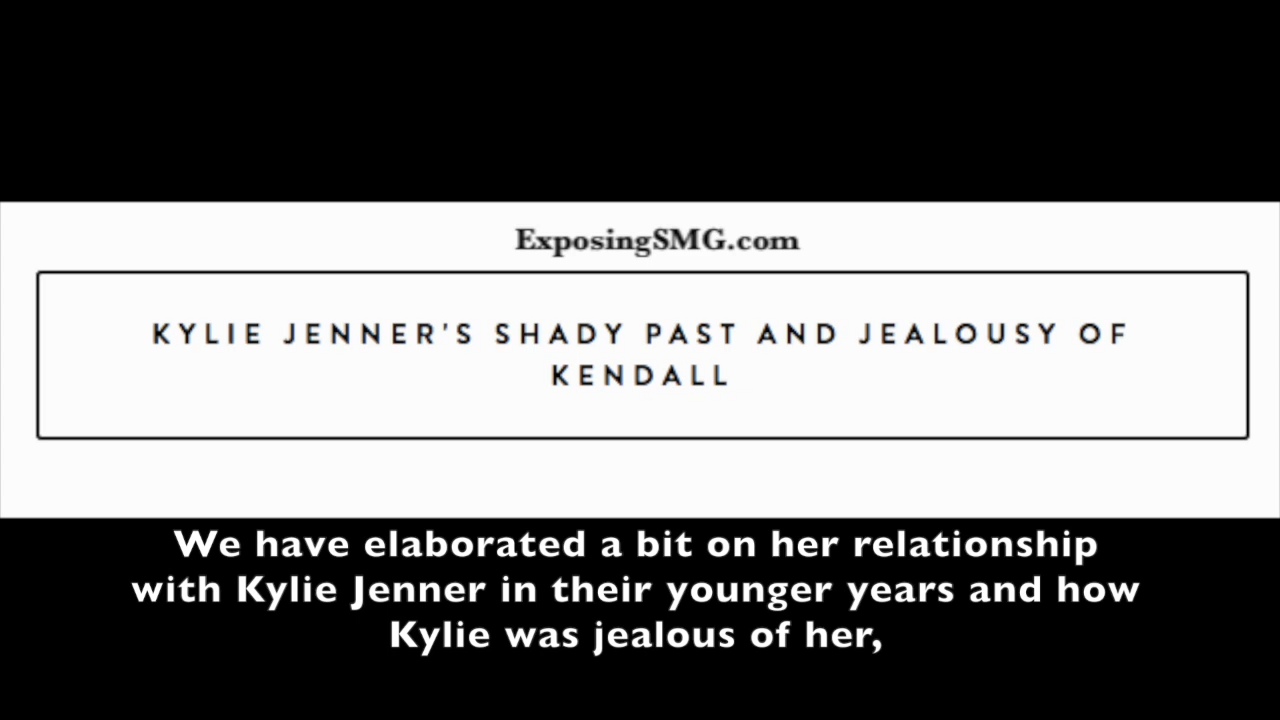 ExposingSMG.com
KYLIE JENNER'S SHADY PAST AND JEALOUSY OF
KENDALL
We have elaborated a bit on her relationship
with Kylie Jenner in their younger years and how
Kylie was jealous of her,